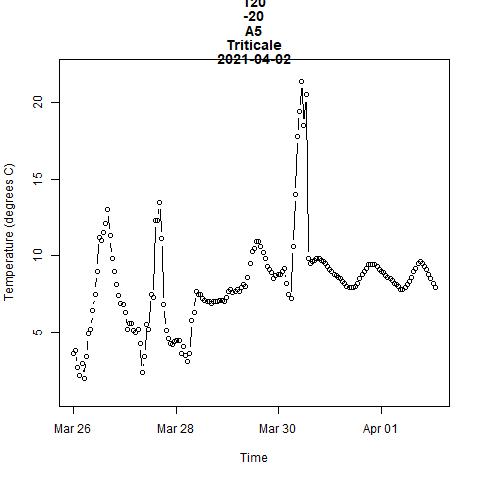 120
-20
A5
Triticale
2021-04-02
Temperature (degrees C)
20
15
10
5
Mar 26
Mar 28
Mar 30
Apr 01
Time